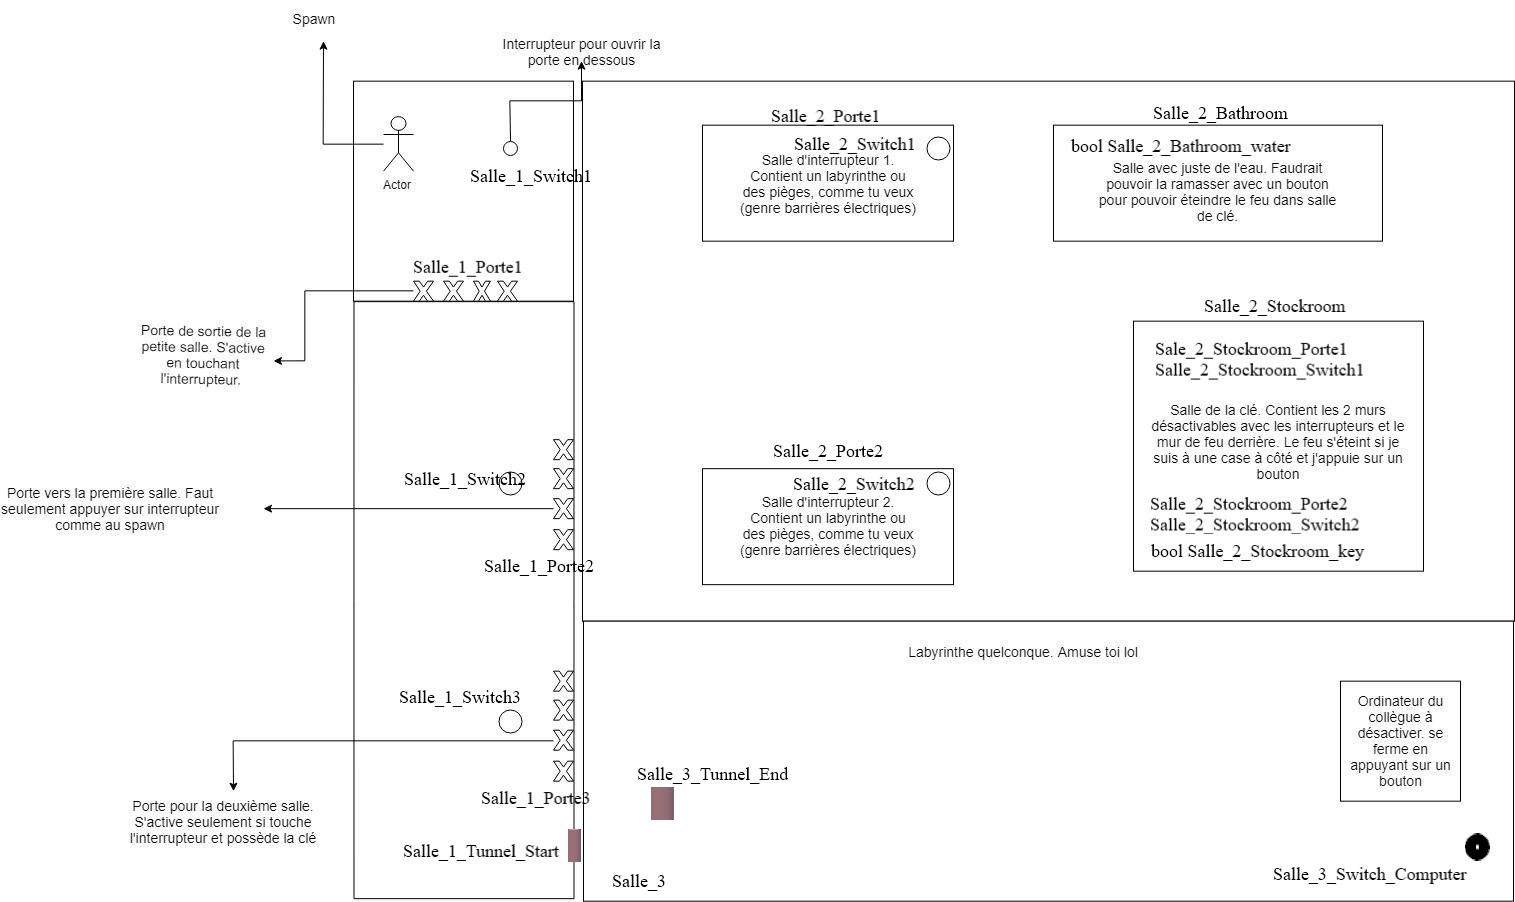 Spawn
Interrupteur pour ouvrir la
porte en dessous
Actor
Salle_1_Switch1
Salle_1_Porte1
Porte de sortie de la
petite salle. S'active
en touchant
l'interrupteur.
Salle_1_Switch2
Porte vers la première salle. Faut
seulement appuyer sur interrupteur
comme au spawn
Salle_1_Porte2
Salle_1_Switch3
Salle_1_Porte3
Porte pour la deuxième salle.
S'active seulement si touche
l'interrupteur et possède la clé
Salle_1_Tunnel_Start
Salle_2_Porte1
Salle_2_Switch1
Salle d'interrupteur 1.
Contient un labyrinthe ou
des pièges, comme tu veux
(genre barrières électriques)
Salle_2_Bathroom
bool Salle_2_Bathroom_water
Salle avec juste de l'eau. Faudrait
pouvoir la ramasser avec un bouton
pour pouvoir éteindre le feu dans salle
de clé.
Salle_2_Porte2
Salle_2_Switch2
Salle d'interrupteur 2.
Contient un labyrinthe ou
des pièges, comme tu veux
(genre barrières électriques)
Salle_2_Stockroom
Sale_2_Stockroom_Porte1
Salle_2_Stockroom_Switch1
Salle de la clé. Contient les 2 murs
désactivables avec les interrupteurs et le
mur de feu derrière. Le feu s'éteint si je
suis à une case à côté et j'appuie sur un
bouton
Salle_2_Stockroom_Porte2
Salle_2_Stockroom_Switch2
bool Salle_2_Stockroom_key
Labyrinthe quelconque. Amuse toi lol
Ordinateur du
collègue à
désactiver. se
ferme en
appuyant sur un
bouton
Salle_3_Tunnel_End
Salle_3
Salle_3_Switch_Computer